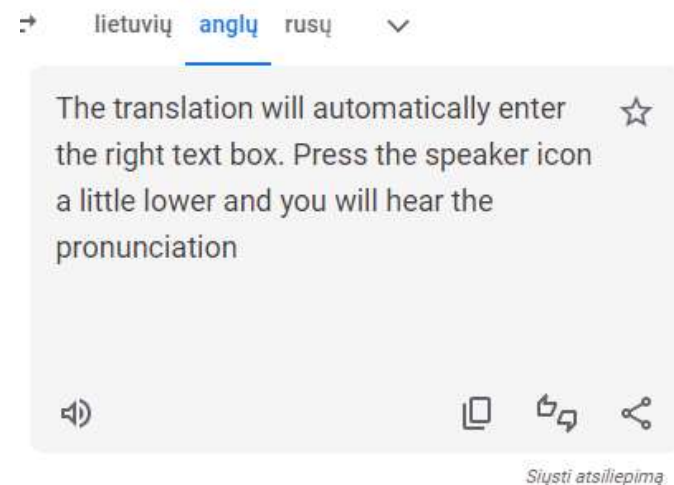 lietuvių anglų rusų
The translation will automatically enter
the right text box. Press the speaker icon
a little lower and you will hear the
pronunciation
Siųsti atsiliepimą